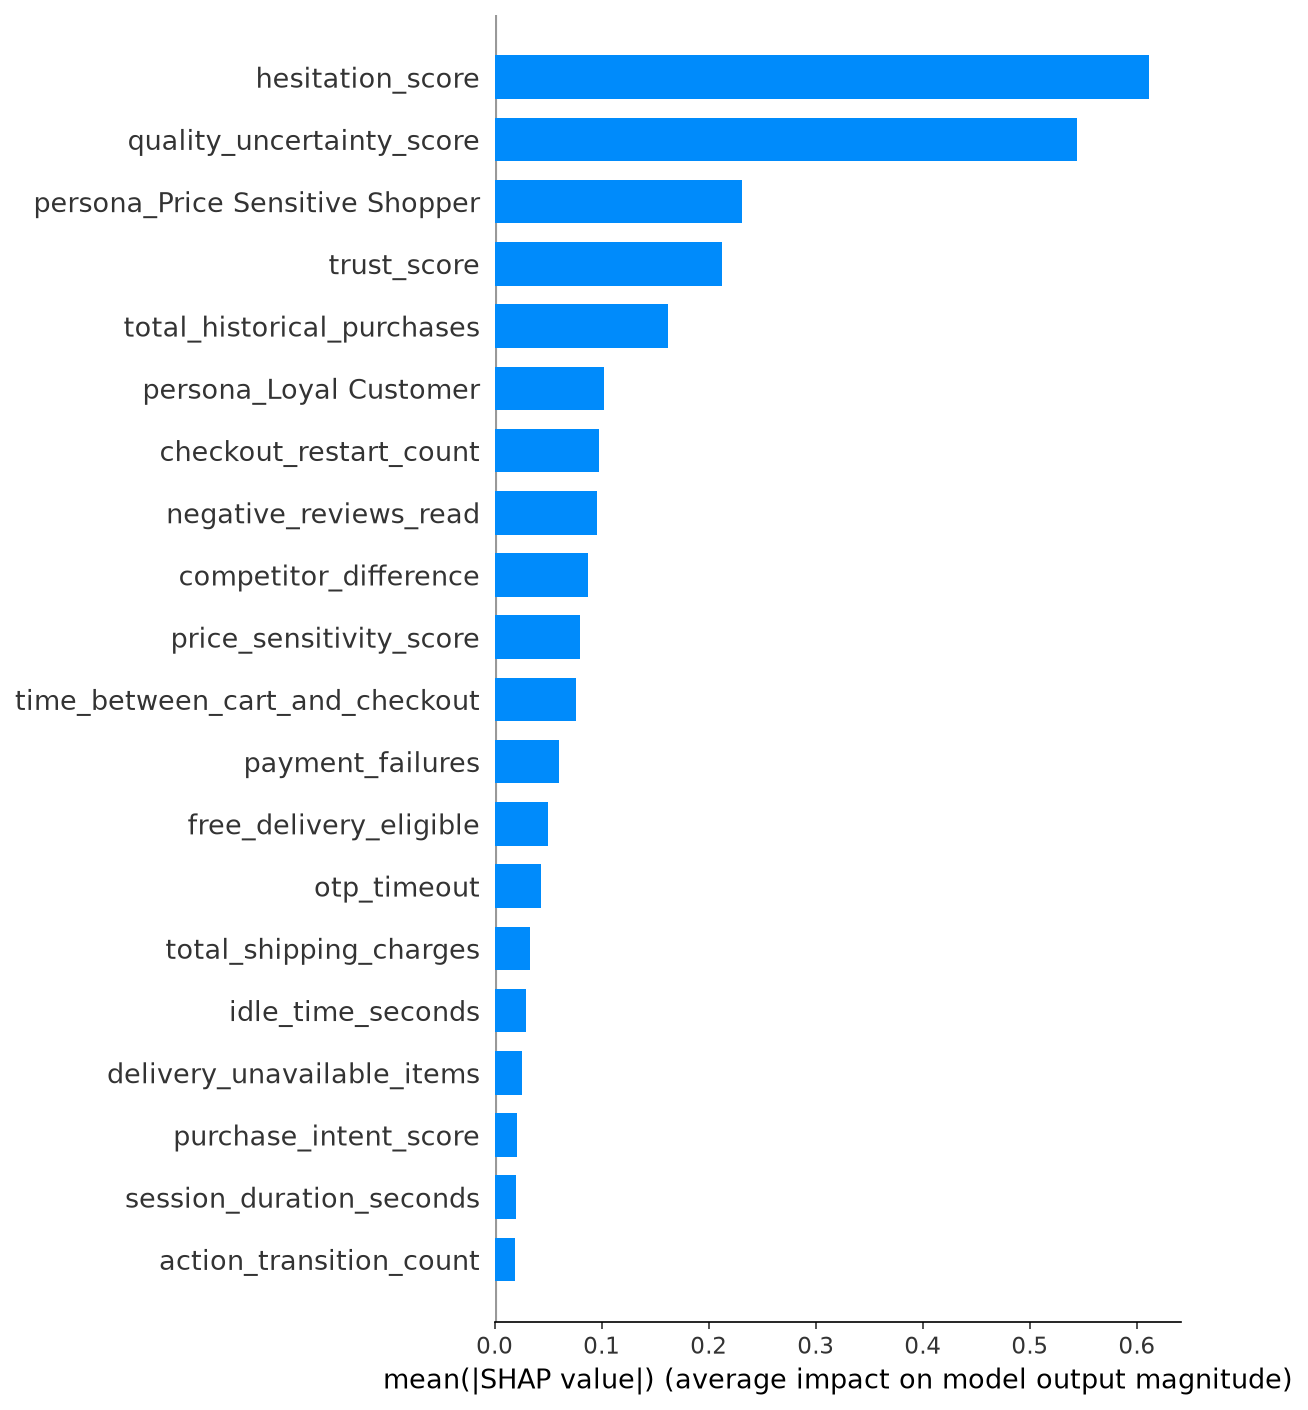 hesitation_score
quality_uncertainty_score
persona_Price Sensitive Shopper
trust_score
total_historical_purchases
persona_Loyal Customer
checkout_restart_count
negative_reviews_read
competitor_difference
price_sensitivity_score
time_between_cart_and_checkout
payment_failures
free_delivery_eligible
otp_timeout
total_shipping_charges
idle_time_seconds
delivery_unavailable_items
purchase_intent_score
session_duration_seconds
action_transition_count
0.0 0.1 0.2 0.3 0.4 0.5 0.6
mean(|SHAP value|) (average impact on model output magnitude)